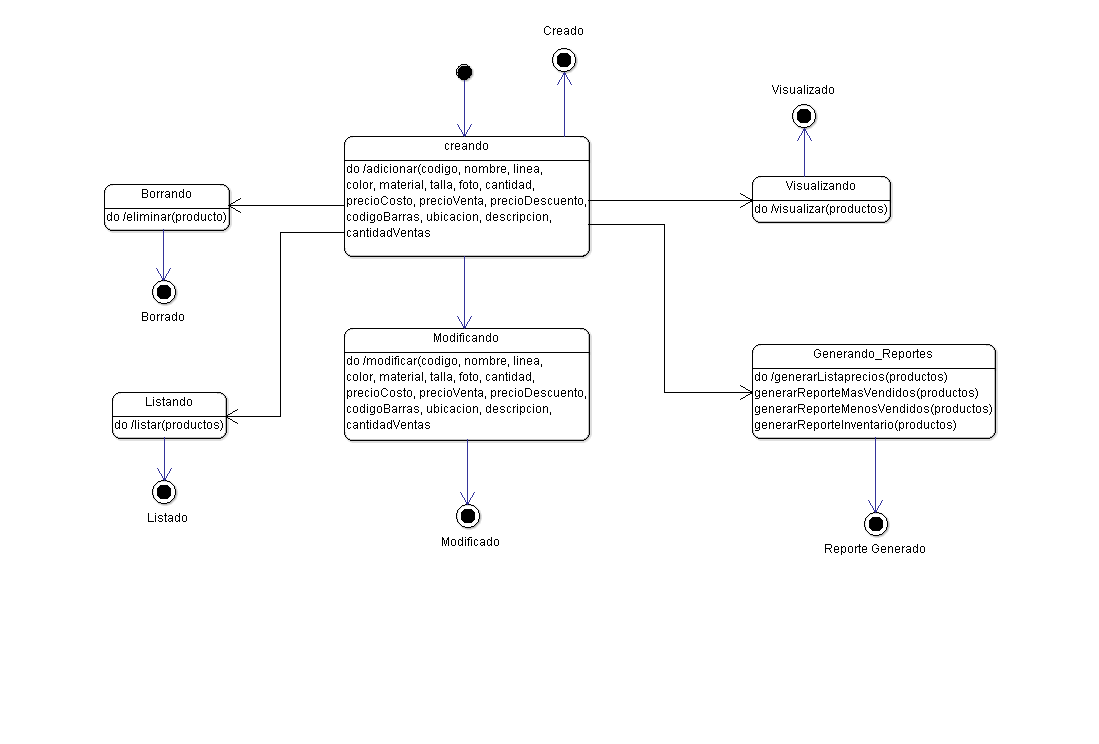 Creado
Visualizado
creando
do /adicionar(codigo, nombre, linea,
color, material, talla, foto, cantidad,
precioCosto, precioVenta, precioDescuento,
codigoBarras, ubicacion, descripcion,
cantidadVentas
Borrando
do /eliminar(producto)
Borrado
Visualizando
do /visualizar(productos)
Modificando
do /modificar(codigo, nombre, linea,
color, material, talla, foto, cantidad,
precioCosto, precioVenta, precioDescuento,
codigoBarras, ubicacion, descripcion,
cantidadVentas
Generando_Reportes
do /generarListaprecios(productos)
generarReporteMasVendidos(productos)
generarReporteMenosVendidos(productos)
generarReporteInventario(productos)
Listando
do /listar(productos)
Listado
Modificado
Reporte Generado